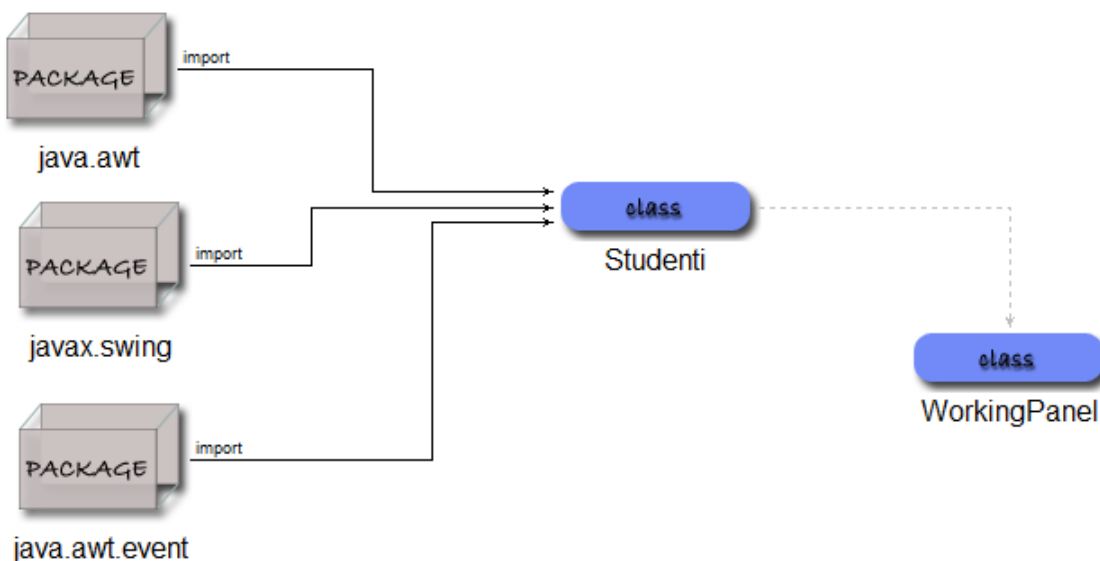 PACKAGE
import
java.awt
PACKAGE
import
javax.swing
PACKAGE
import
java.awt.event
class
Studenti
class
WorkingPanel